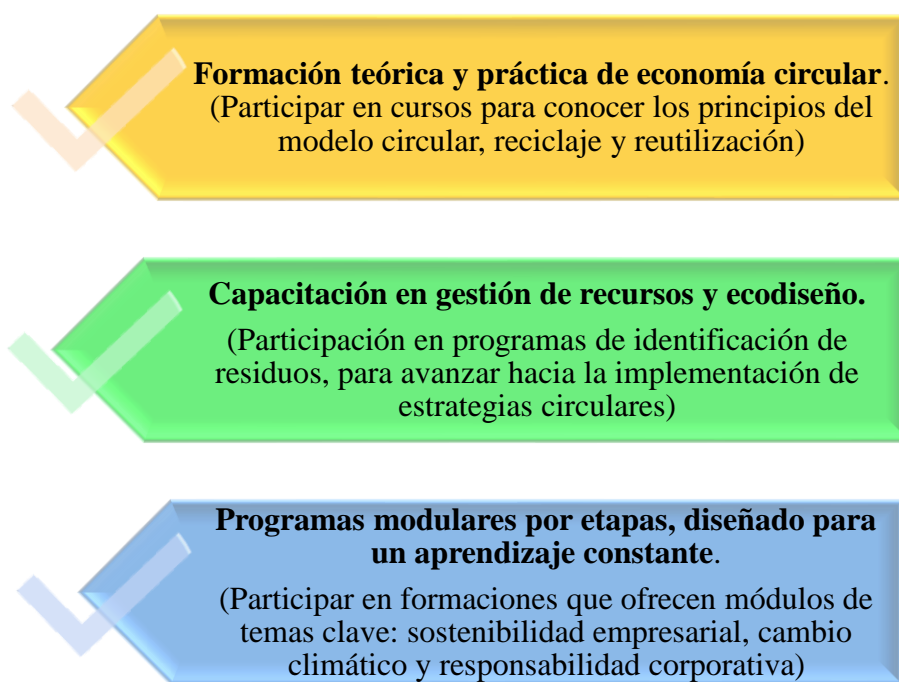 Formación teórica y práctica de economía circular.
(Participar en cursos para conocer los principios del
modelo circular, reciclaje y reutilización)
Capacitación en gestión de recursos y ecodiseño.
(Participación en programas de identificación de
residuos, para avanzar hacia la implementación de
estrategias circulares)
Programas modulares por etapas, diseñado para
un aprendizaje constante.
(Participar en formaciones que ofrecen módulos de
temas clave: sostenibilidad empresarial, cambio
climático y responsabilidad corporativa)